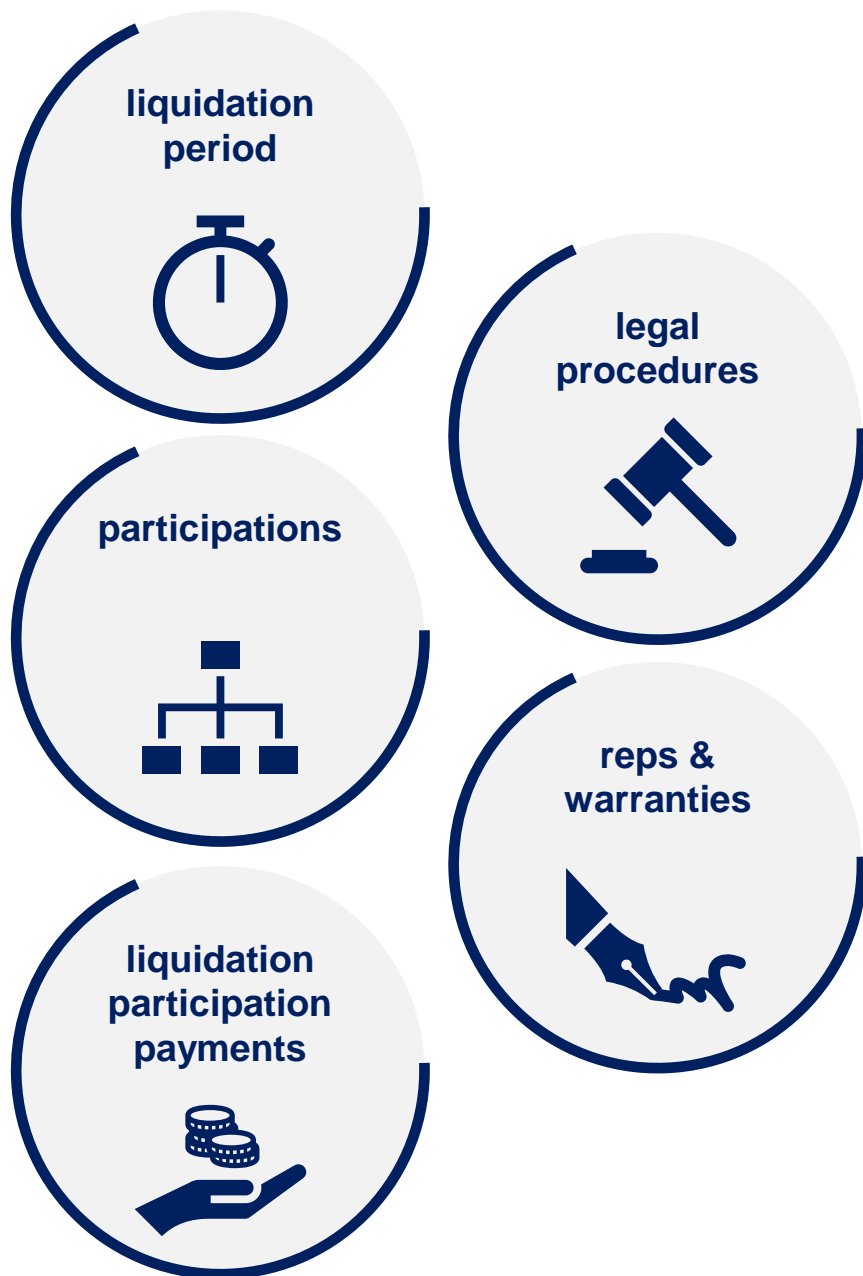 liquidation
period
legal
procedures
participations
reps &
warranties
liquidation
participation
payments